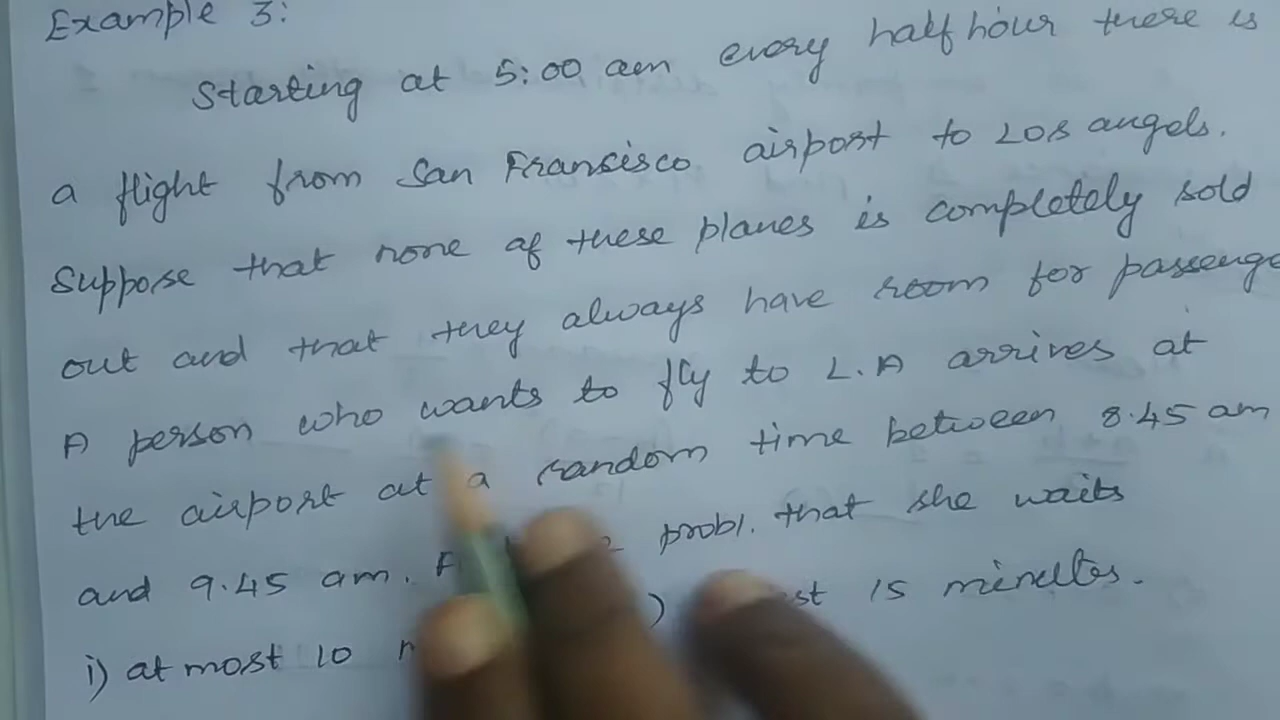 Example 3:
Starting at 5:00 am every half hour there is
a flight from San Francisco airport to Los angels.
Suppose that none of these planes is completely sold
out and that they always have room for passenge
A person who wants to fly to L.A arrives at
the airport at a random time between 8.45 am
and 9.45 am. probl. that she waits
i) at most 10 ) 15 minutes.